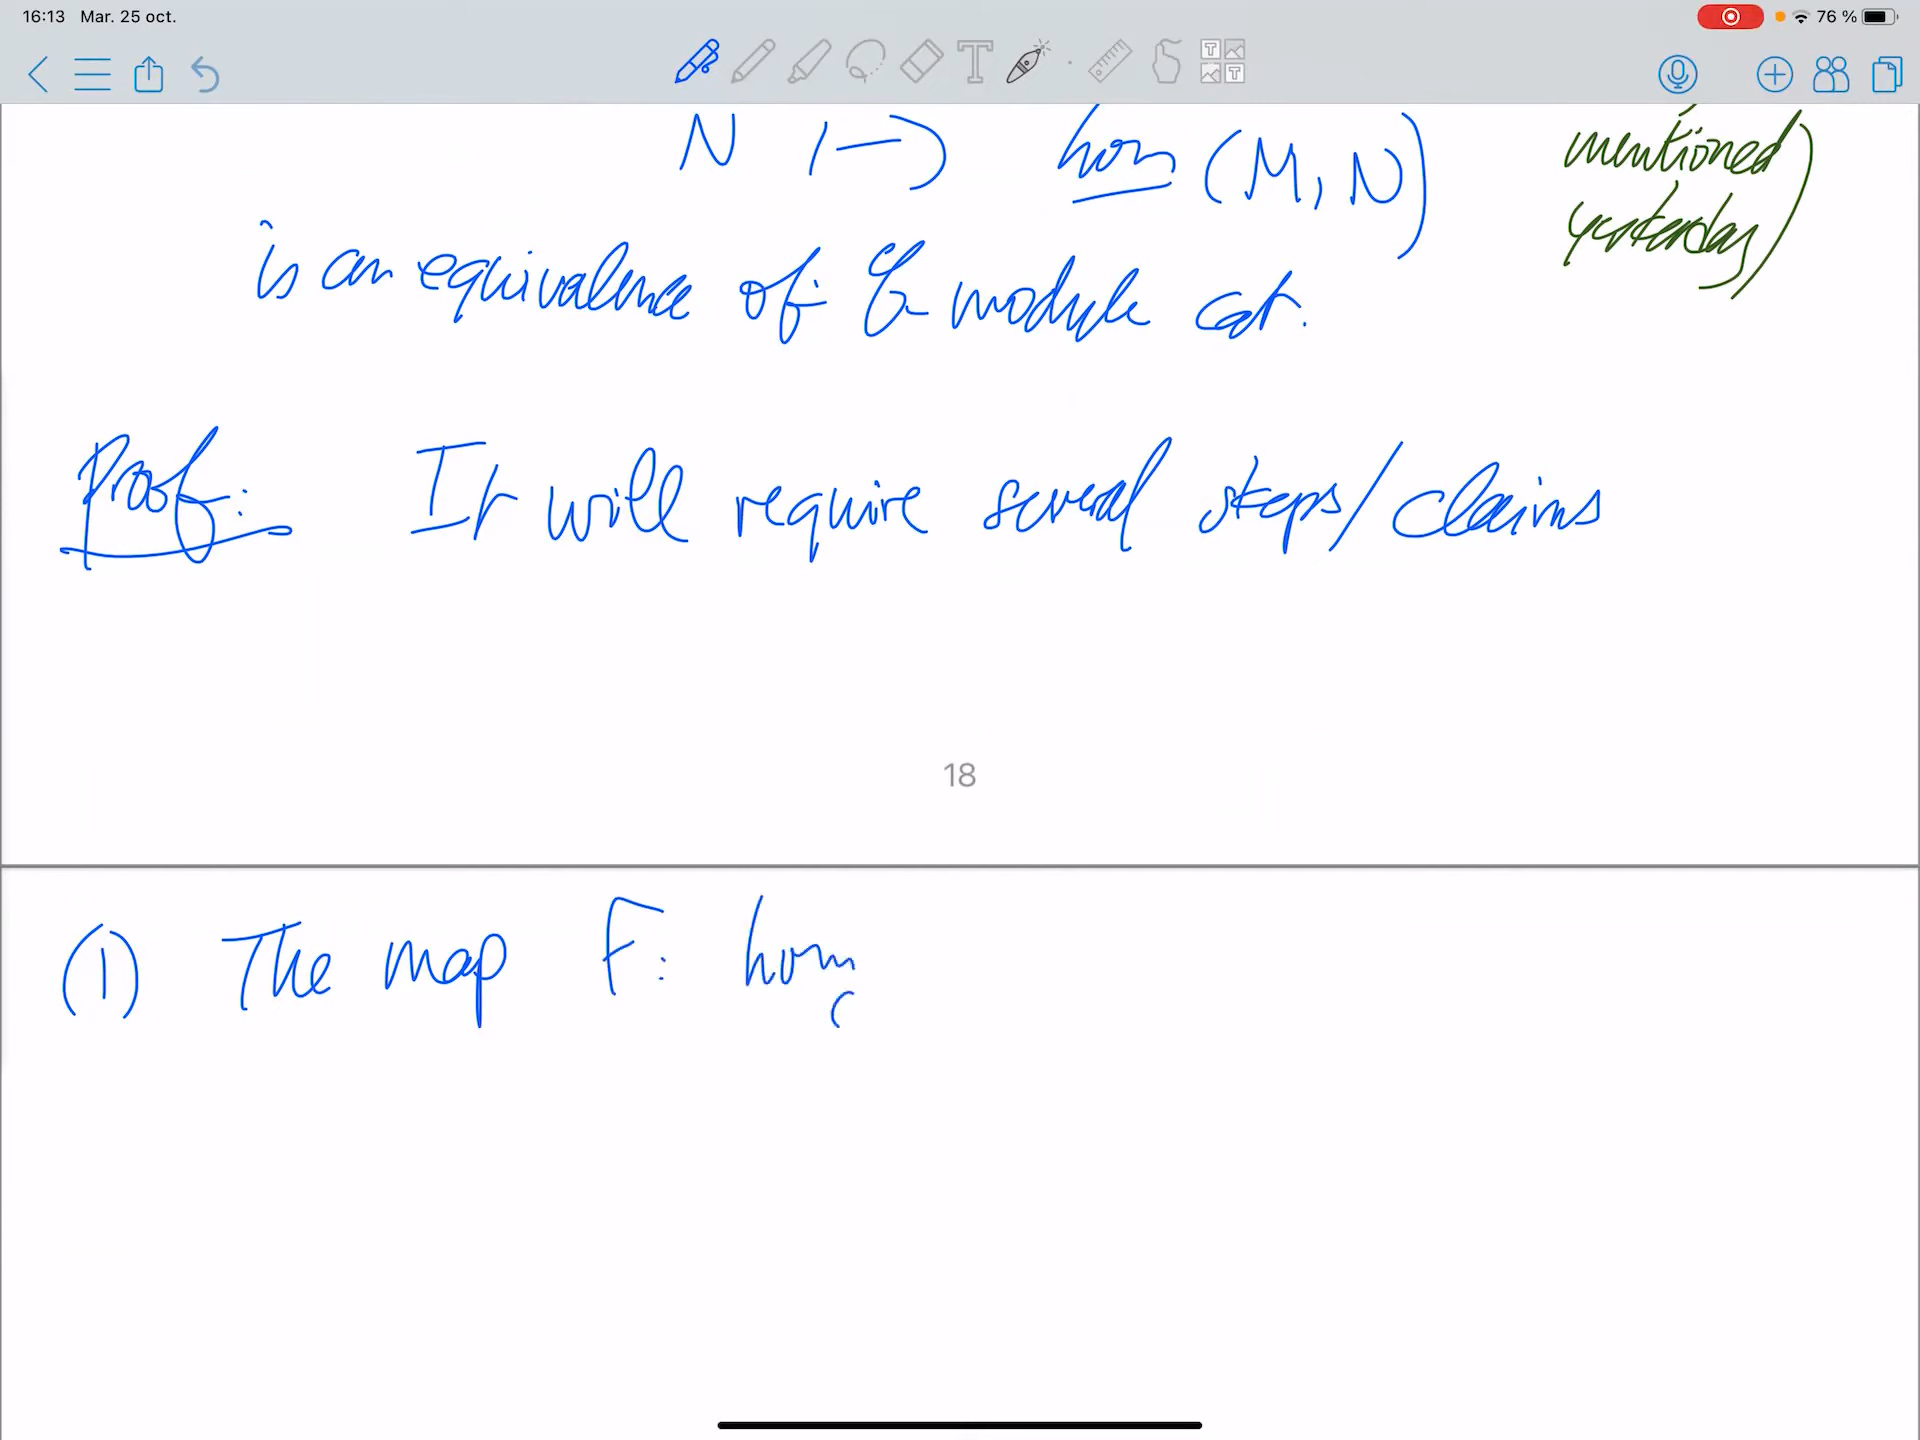 16:13 Mar. 25 oct. 76 %
N ↦ hom (M, N)
mentioned
yesterday)
is an equivalence of C-module cat.
Proof: It will require several steps/claims
18
(1) The map F: hom